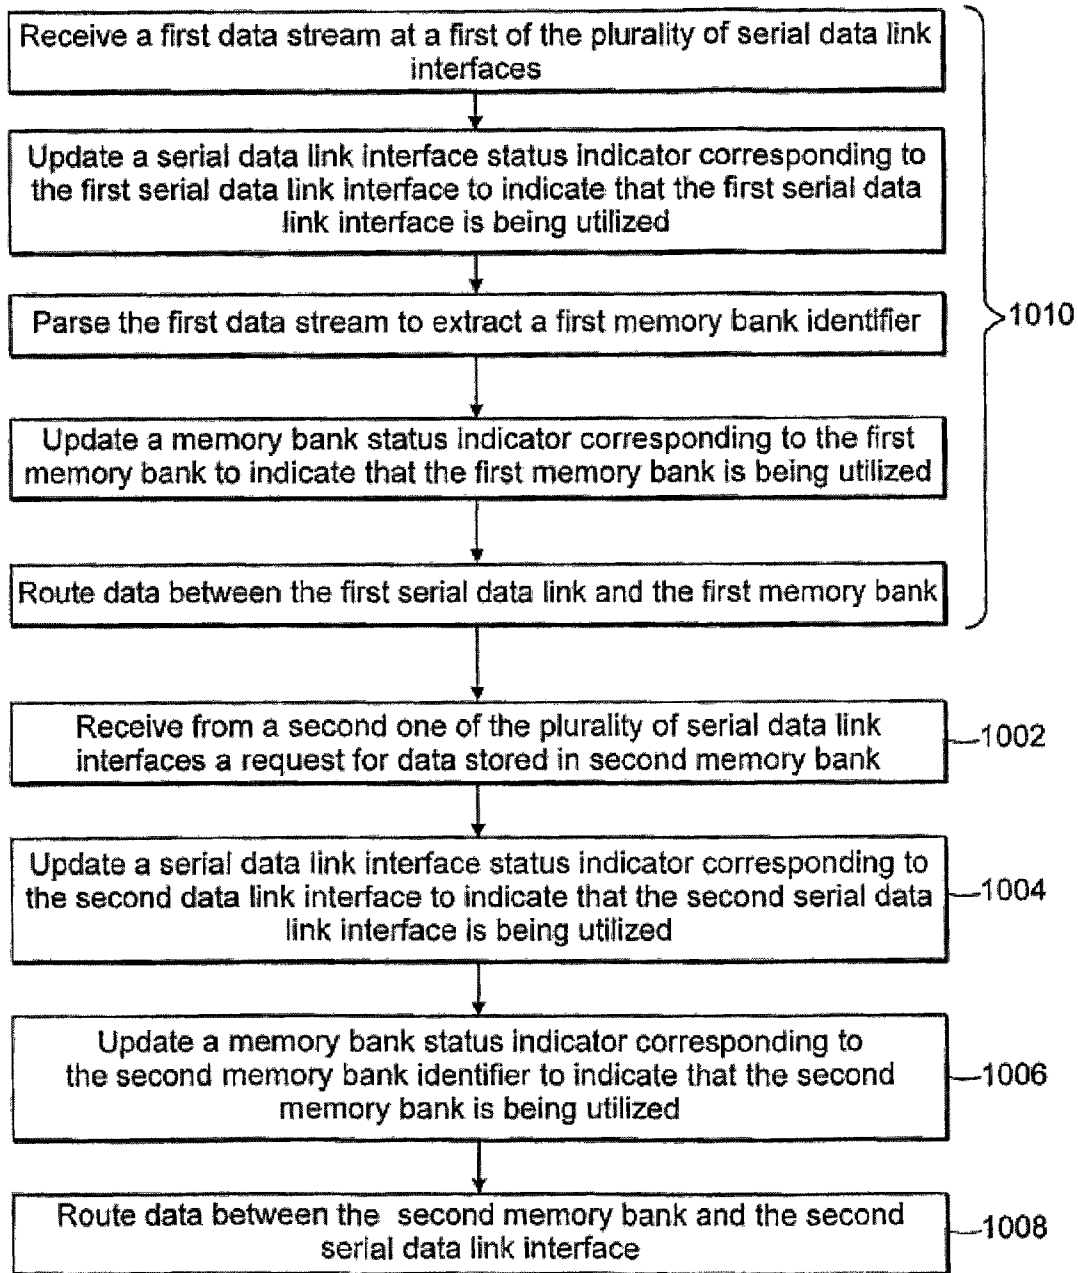 Receive a first data stream at a first of the plurality of serial data link
interfaces
Update a serial data link interface status indicator corresponding to
the first serial data link interface to indicate that the first serial data
link interface is being utilized
Parse the first data stream to extract a first memory bank identifier
1010
Update a memory bank status indicator corresponding to the first
memory bank to indicate that the first memory bank is being utilized
Route data between the first serial data link and the first memory bank
Receive from a second one of the plurality of serial data link
interfaces a request for data stored in second memory bank
1002
Update a serial data link interface status indicator corresponding to
the second data link interface to indicate that the second serial data
link interface is being utilized
1004
Update a memory bank status indicator corresponding to
the second memory bank identifier to indicate that the second
memory bank is being utilized
1006
Route data between the second memory bank and the second
serial data link interface
1008